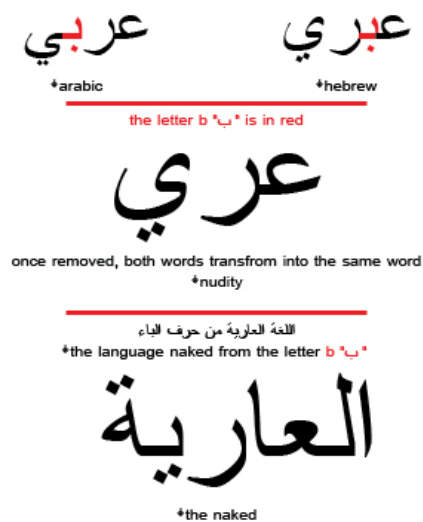 عربي عبري
*arabic *hebrew
the letter b "ب" is in red
عري
once removed, both words transfrom into the same word
*nudity
اللغة العارية من حرف الباء
*the language naked from the letter b "ب"
العارية
*the naked